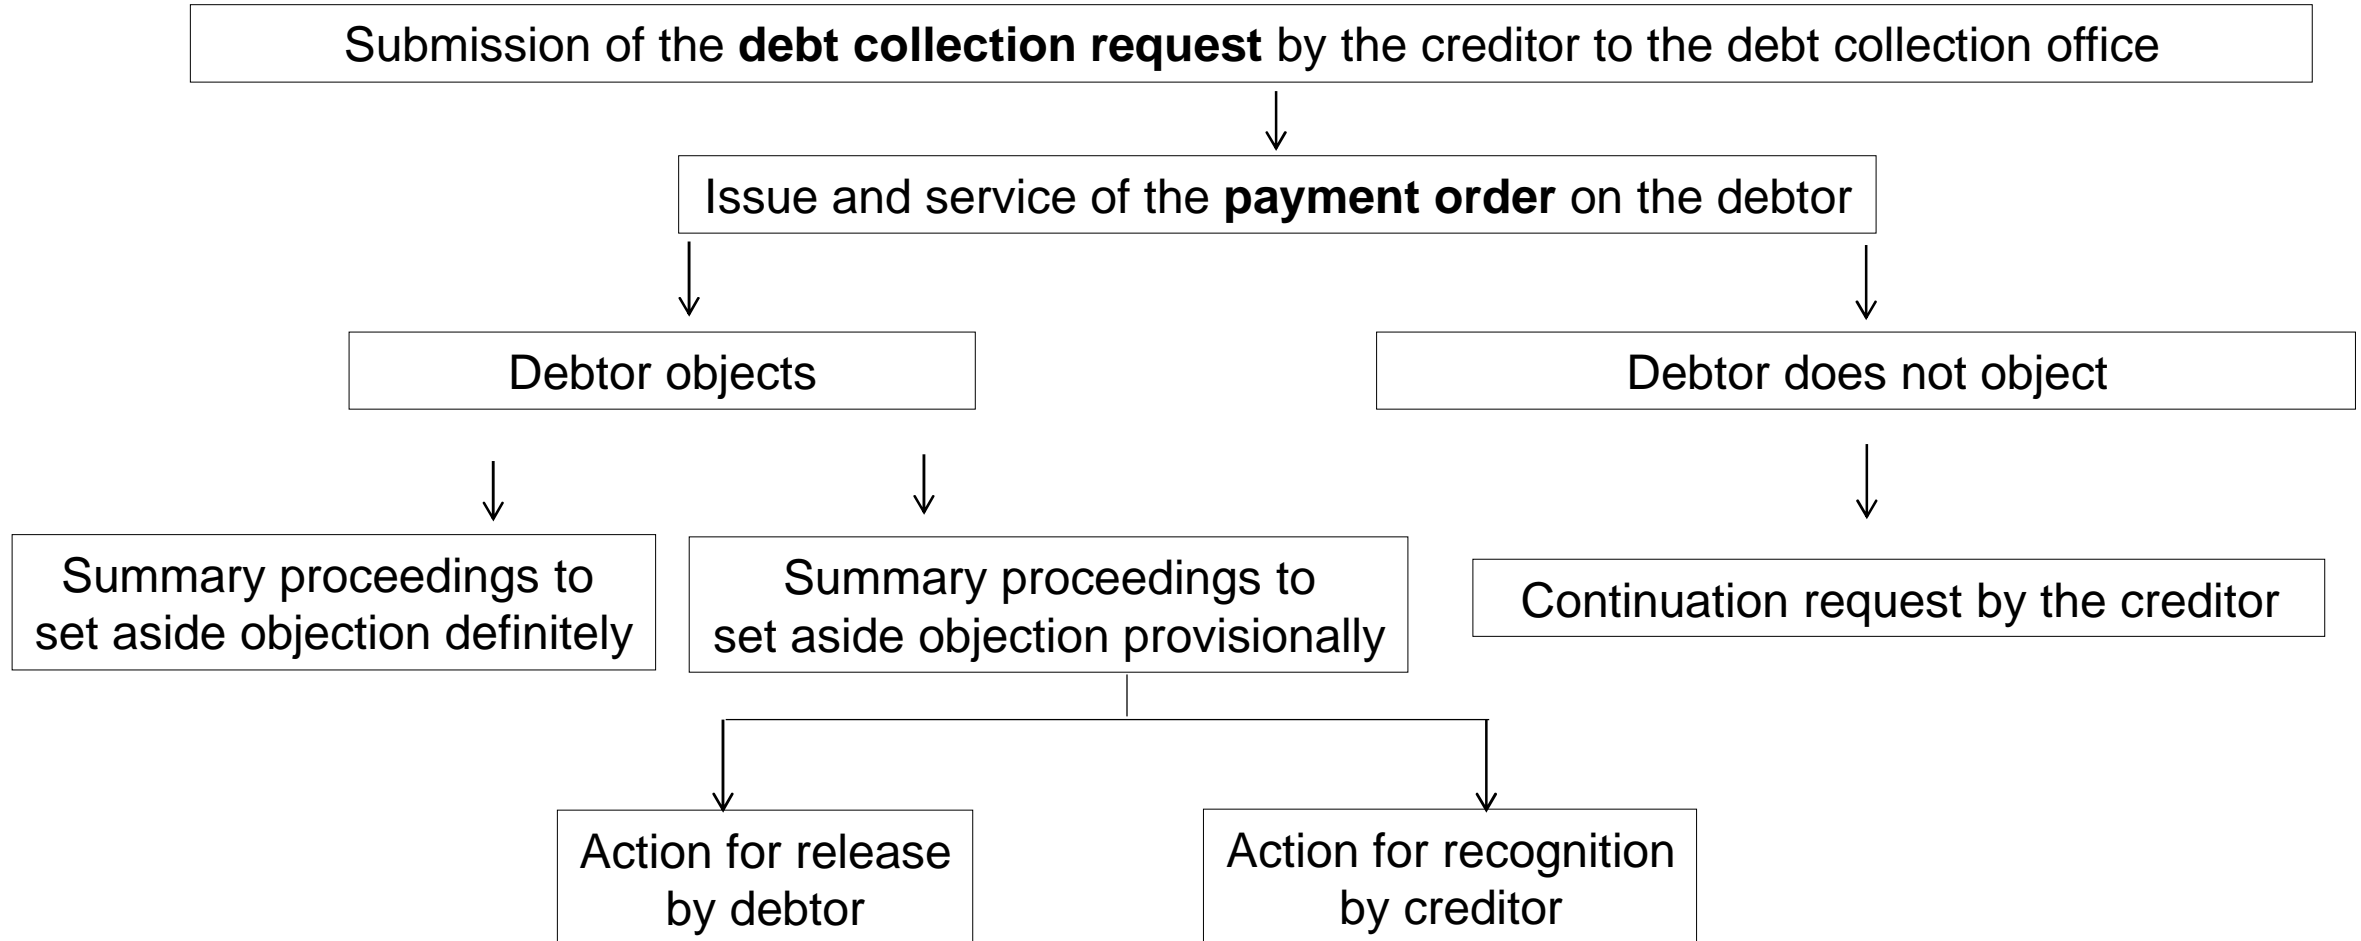 Submission of the debt collection request by the creditor to the debt collection office
Issue and service of the payment order on the debtor
Debtor objects
Debtor does not object
Summary proceedings to
set aside objection definitely
Summary proceedings to
set aside objection provisionally
Continuation request by the creditor
Action for release
by debtor
Action for recognition
by creditor